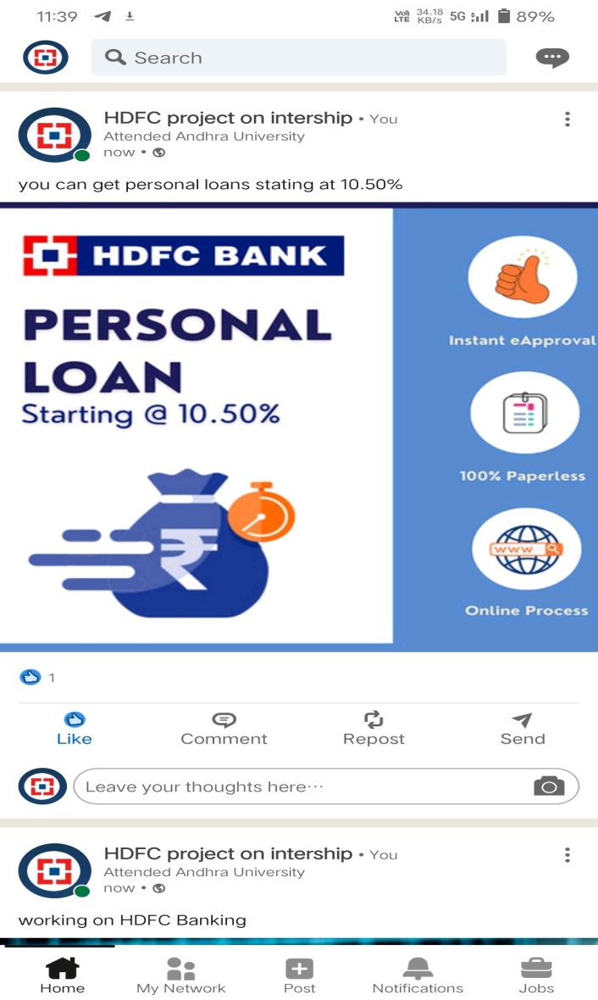 11:39 VoI) LTE 34.18 KB/s 5G 89%
Search
HDFC project on intership • You
Attended Andhra University
now •
you can get personal loans stating at 10.50%
HDFC BANK
PERSONAL
LOAN
Starting @ 10.50%
Instant eApproval
100% Paperless
www
Online Process
1
Like Comment Repost Send
Leave your thoughts here...
HDFC project on intership • You
Attended Andhra University
now •
working on HDFC Banking
Home My Network Post Notifications Jobs